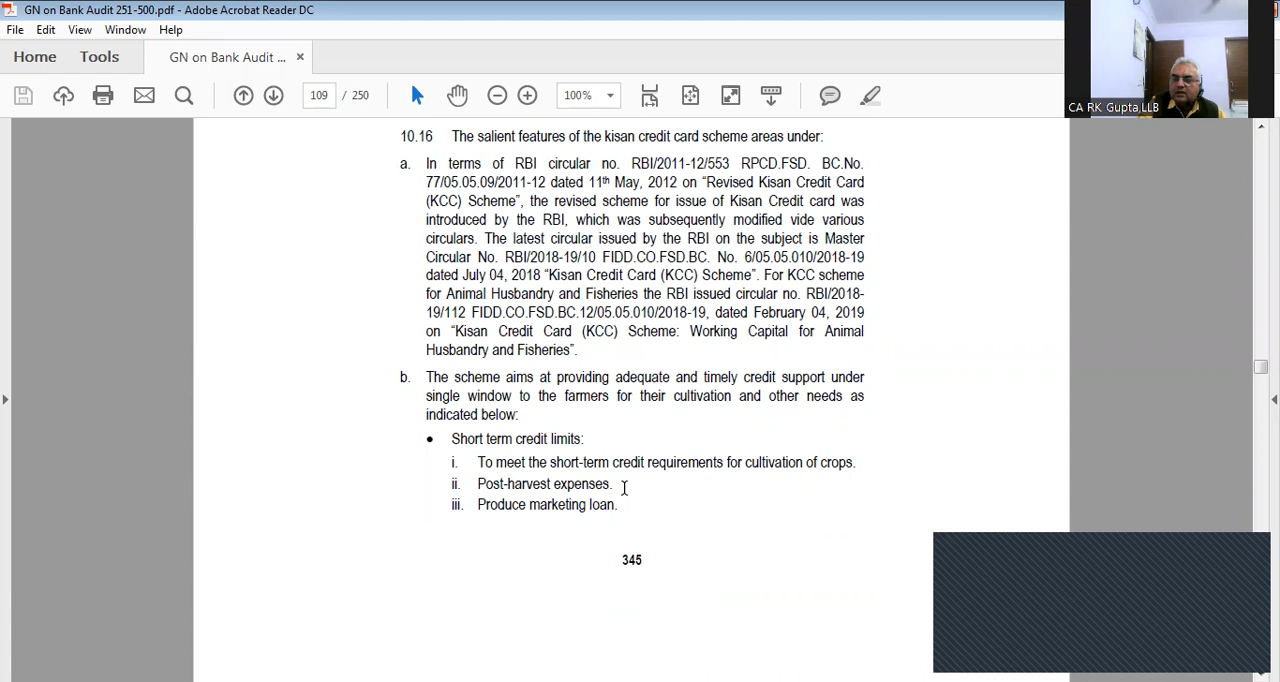 GN on Bank Audit 251-500.pdf - Adobe Acrobat Reader DC
File Edit View Window Help
Home Tools GN on Bank Audit ... ×
109 / 250 100%
CA RK Gupta,LLB
10.16 The salient features of the kisan credit card scheme areas under:
a. In terms of RBI circular no. RBI/2011-12/553 RPCD.FSD. BC.No.
77/05.05.09/2011-12 dated 11th May, 2012 on “Revised Kisan Credit Card
(KCC) Scheme”, the revised scheme for issue of Kisan Credit card was
introduced by the RBI, which was subsequently modified vide various
circulars. The latest circular issued by the RBI on the subject is Master
Circular No. RBI/2018-19/10 FIDD.CO.FSD.BC. No. 6/05.05.010/2018-19
dated July 04, 2018 “Kisan Credit Card (KCC) Scheme”. For KCC scheme
for Animal Husbandry and Fisheries the RBI issued circular no. RBI/2018-
19/112 FIDD.CO.FSD.BC.12/05.05.010/2018-19, dated February 04, 2019
on “Kisan Credit Card (KCC) Scheme: Working Capital for Animal
Husbandry and Fisheries”.
b. The scheme aims at providing adequate and timely credit support under
single window to the farmers for their cultivation and other needs as
indicated below:
• Short term credit limits:
i. To meet the short-term credit requirements for cultivation of crops.
ii. Post-harvest expenses.
iii. Produce marketing loan.
345